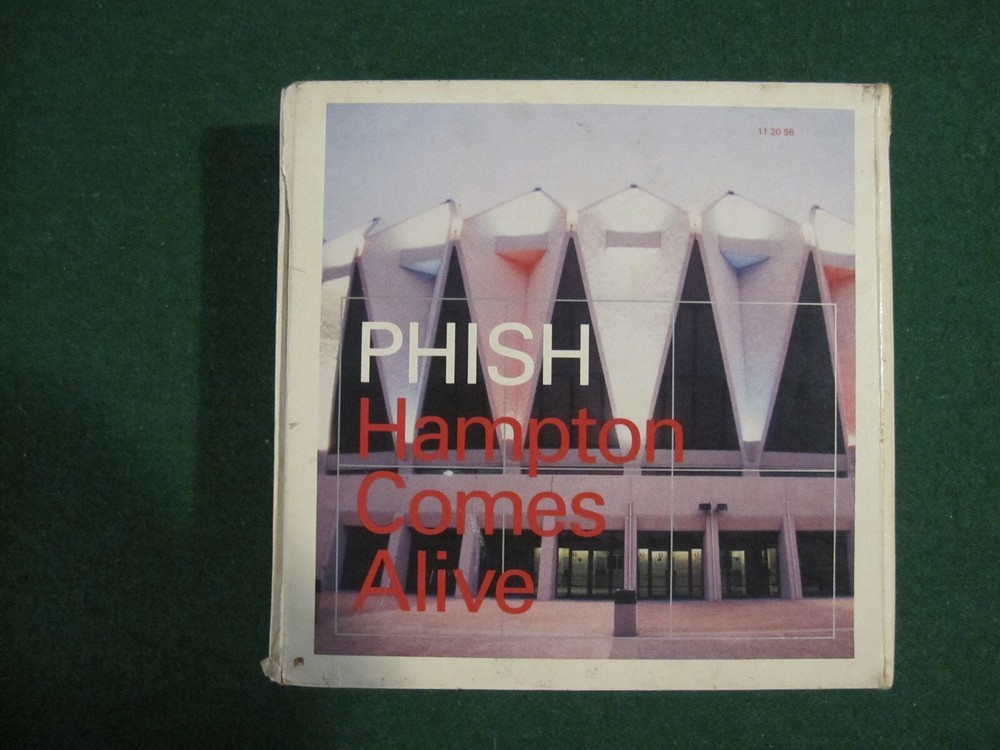 11 20 98
PHISH
Hampton
Comes
Alive